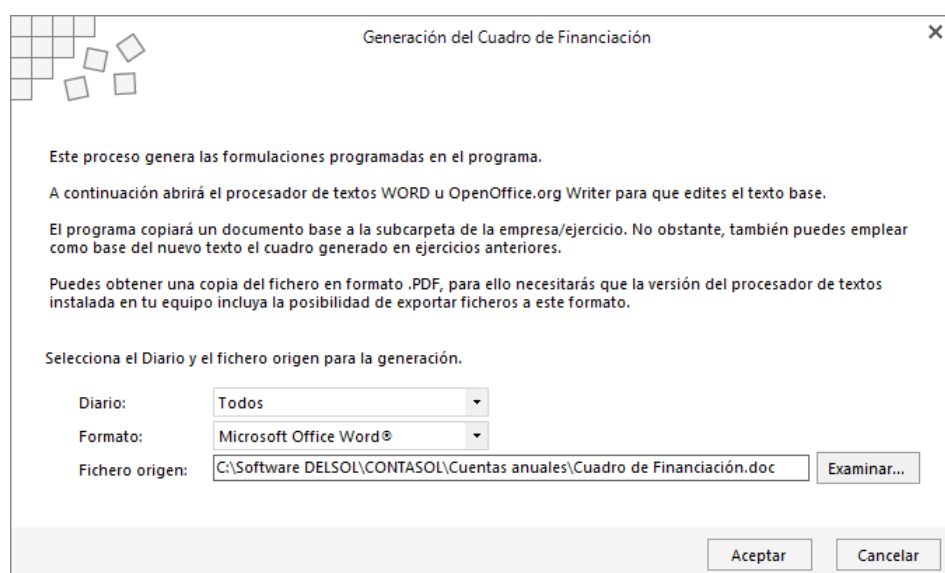 Generación del Cuadro de Financiación
Este proceso genera las formulaciones programadas en el programa.
A continuación abrirá el procesador de textos WORD u OpenOffice.org Writer para que edites el texto base.
El programa copiará un documento base a la subcarpeta de la empresa/ejercicio. No obstante, también puedes emplear
como base del nuevo texto el cuadro generado en ejercicios anteriores.
Puedes obtener una copia del fichero en formato .PDF, para ello necesitarás que la versión del procesador de textos
instalada en tu equipo incluya la posibilidad de exportar ficheros a este formato.
Selecciona el Diario y el fichero origen para la generación.
Diario: Todos
Formato: Microsoft Office Word®
Fichero origen: C:\Software DELSOL\CONTASOL\Cuentas anuales\Cuadro de Financiación.doc Examinar...
Aceptar Cancelar